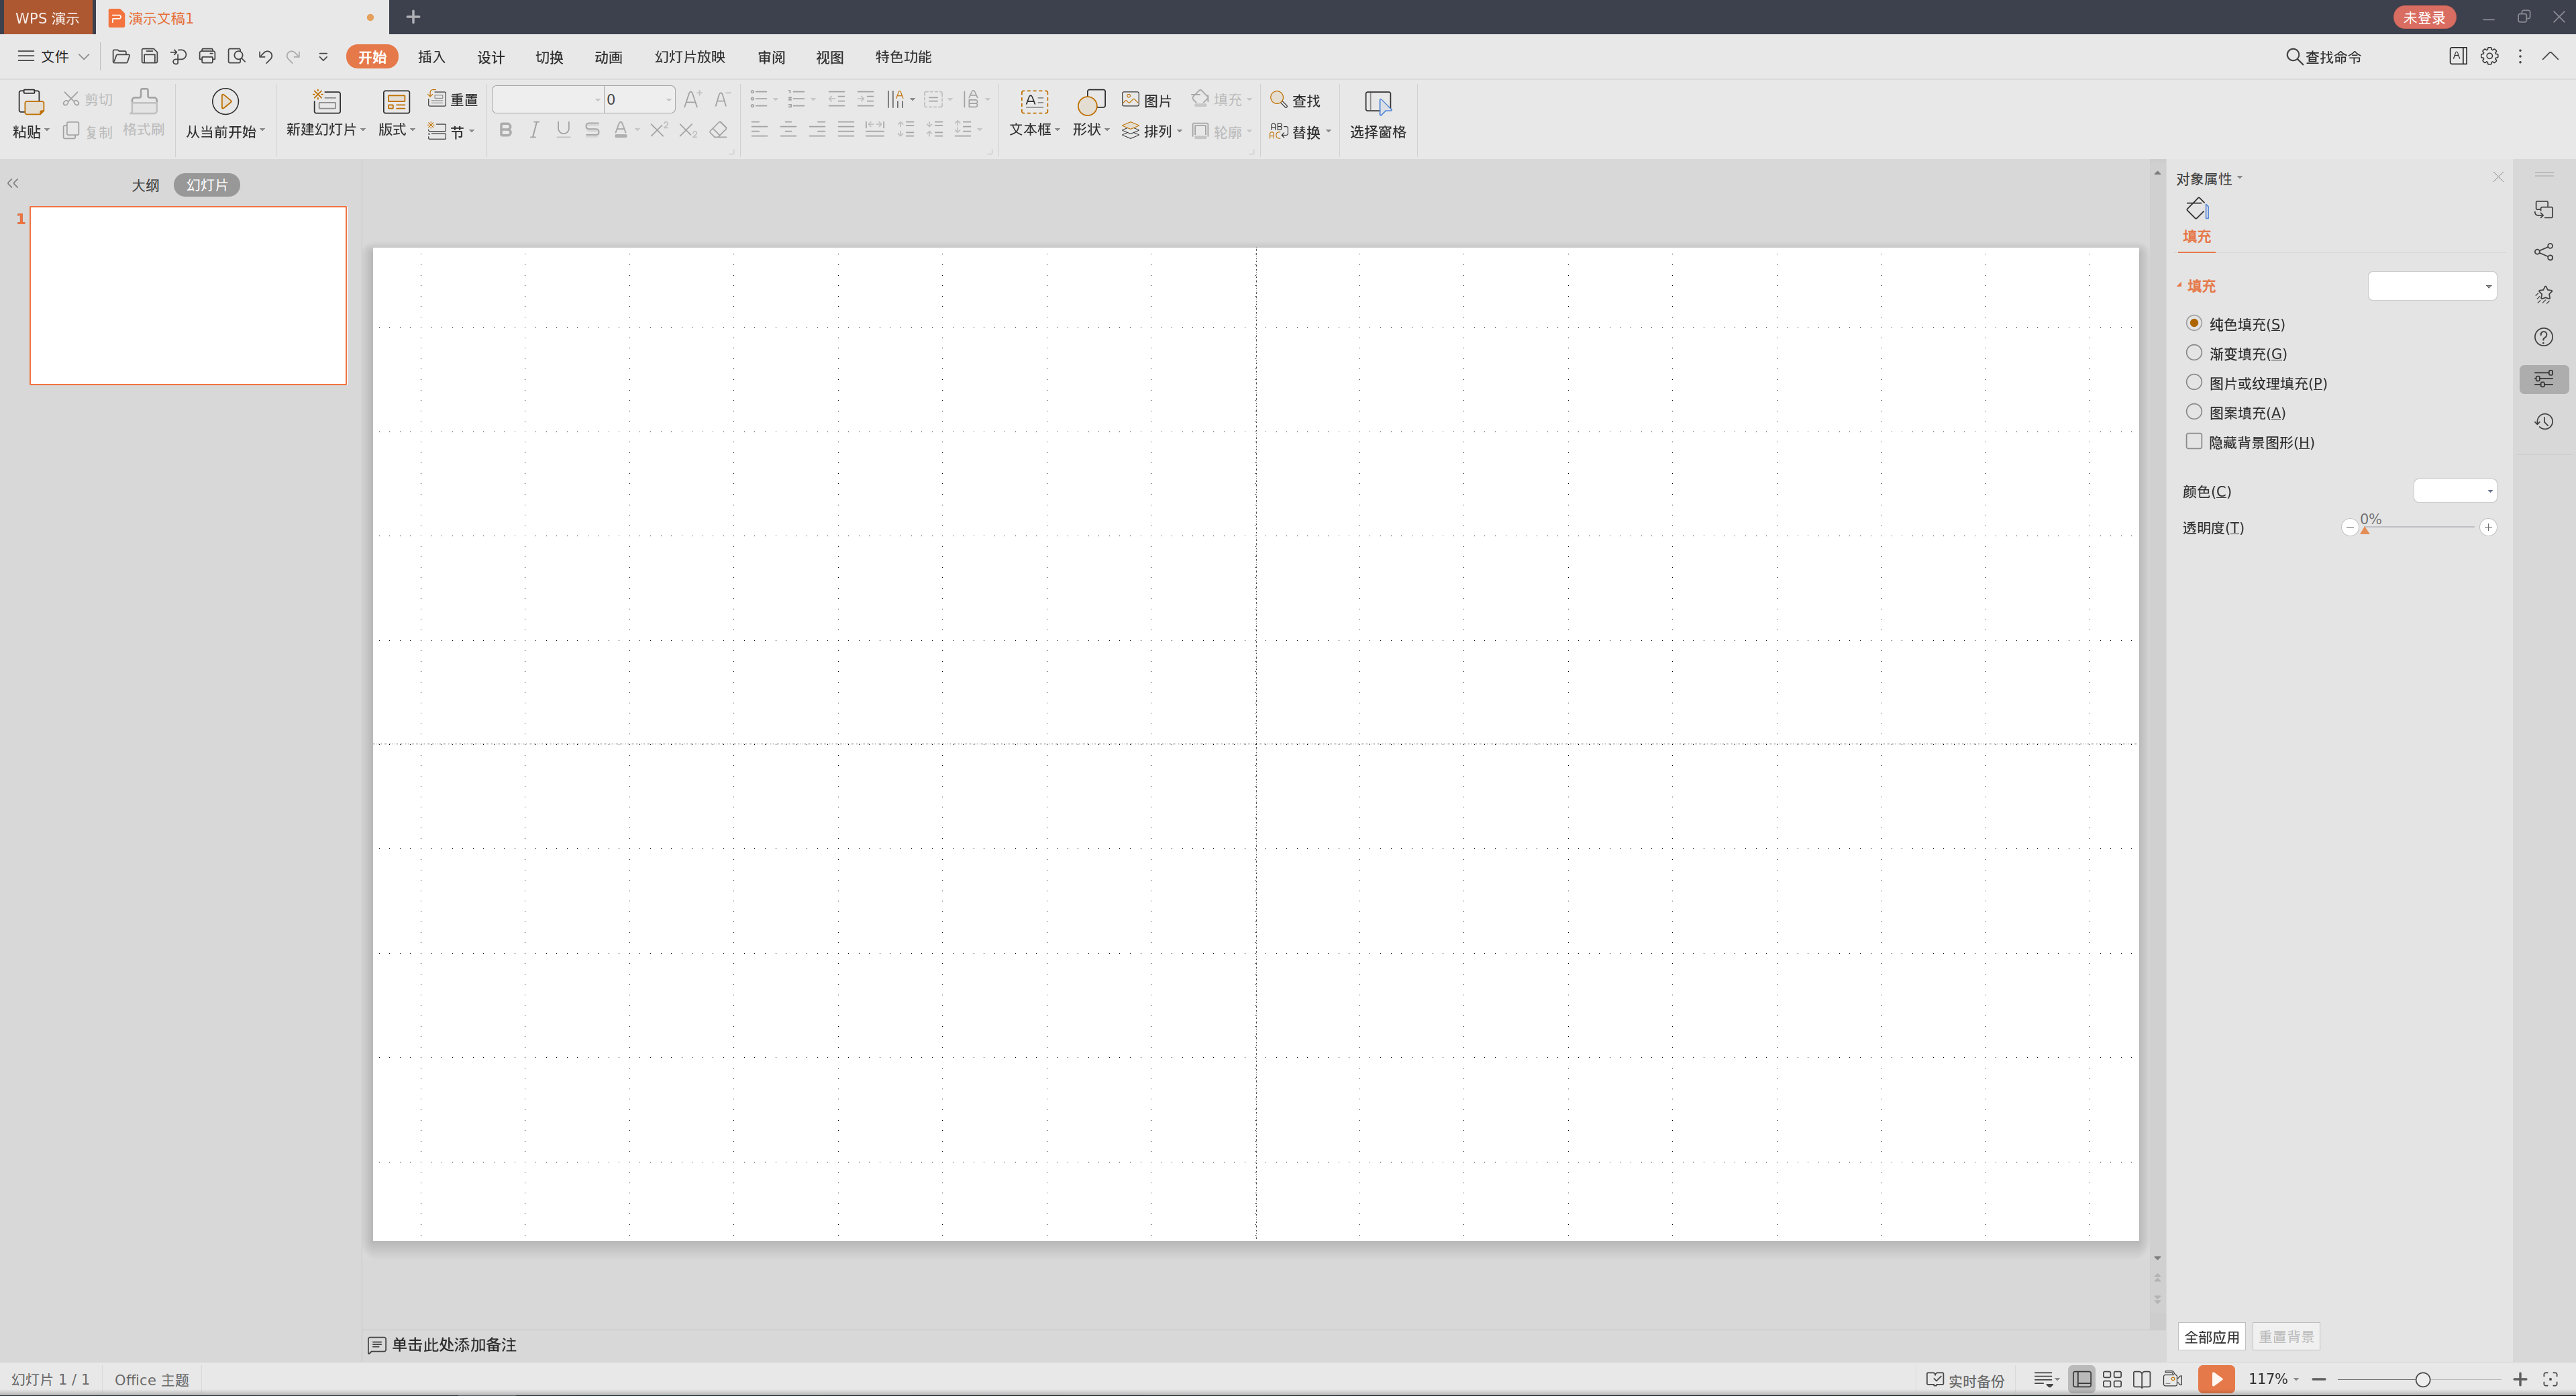 WPS 演示
演示文稿1
未登录
文件
开始
插入
设计
切换
动画
幻灯片放映
审阅
视图
特色功能
查找命令
粘贴
剪切
复制
格式刷
从当前开始
新建幻灯片
版式
重置
节
0
文本框
形状
图片
排列
填充
轮廓
查找
替换
选择窗格
大纲
幻灯片
1
对象属性
填充
填充
纯色填充(S)
渐变填充(G)
图片或纹理填充(P)
图案填充(A)
隐藏背景图形(H)
颜色(C)
透明度(T)
0%
全部应用
重置背景
单击此处添加备注
幻灯片 1 / 1
Office 主题
实时备份
117%